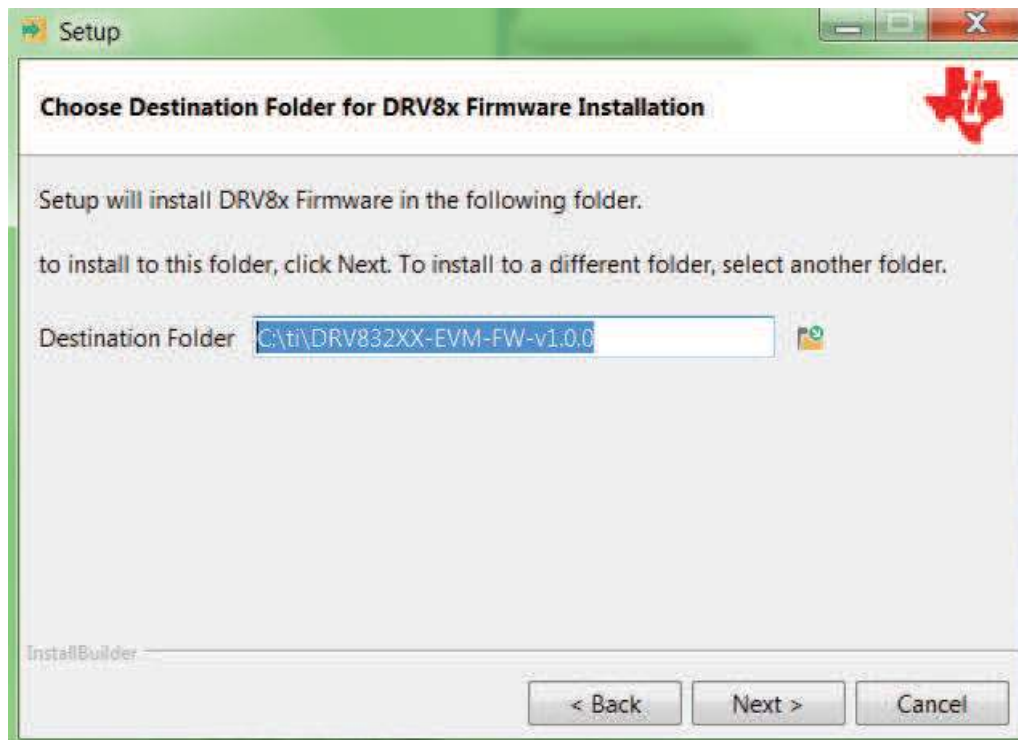 Setup
Choose Destination Folder for DRV8x Firmware Installation
Setup will install DRV8x Firmware in the following folder.
to install to this folder, click Next. To install to a different folder, select another folder.
Destination Folder C:\ti\DRV832XX-EVM-FW-v1.0.0
InstallBuilder
< Back Next > Cancel